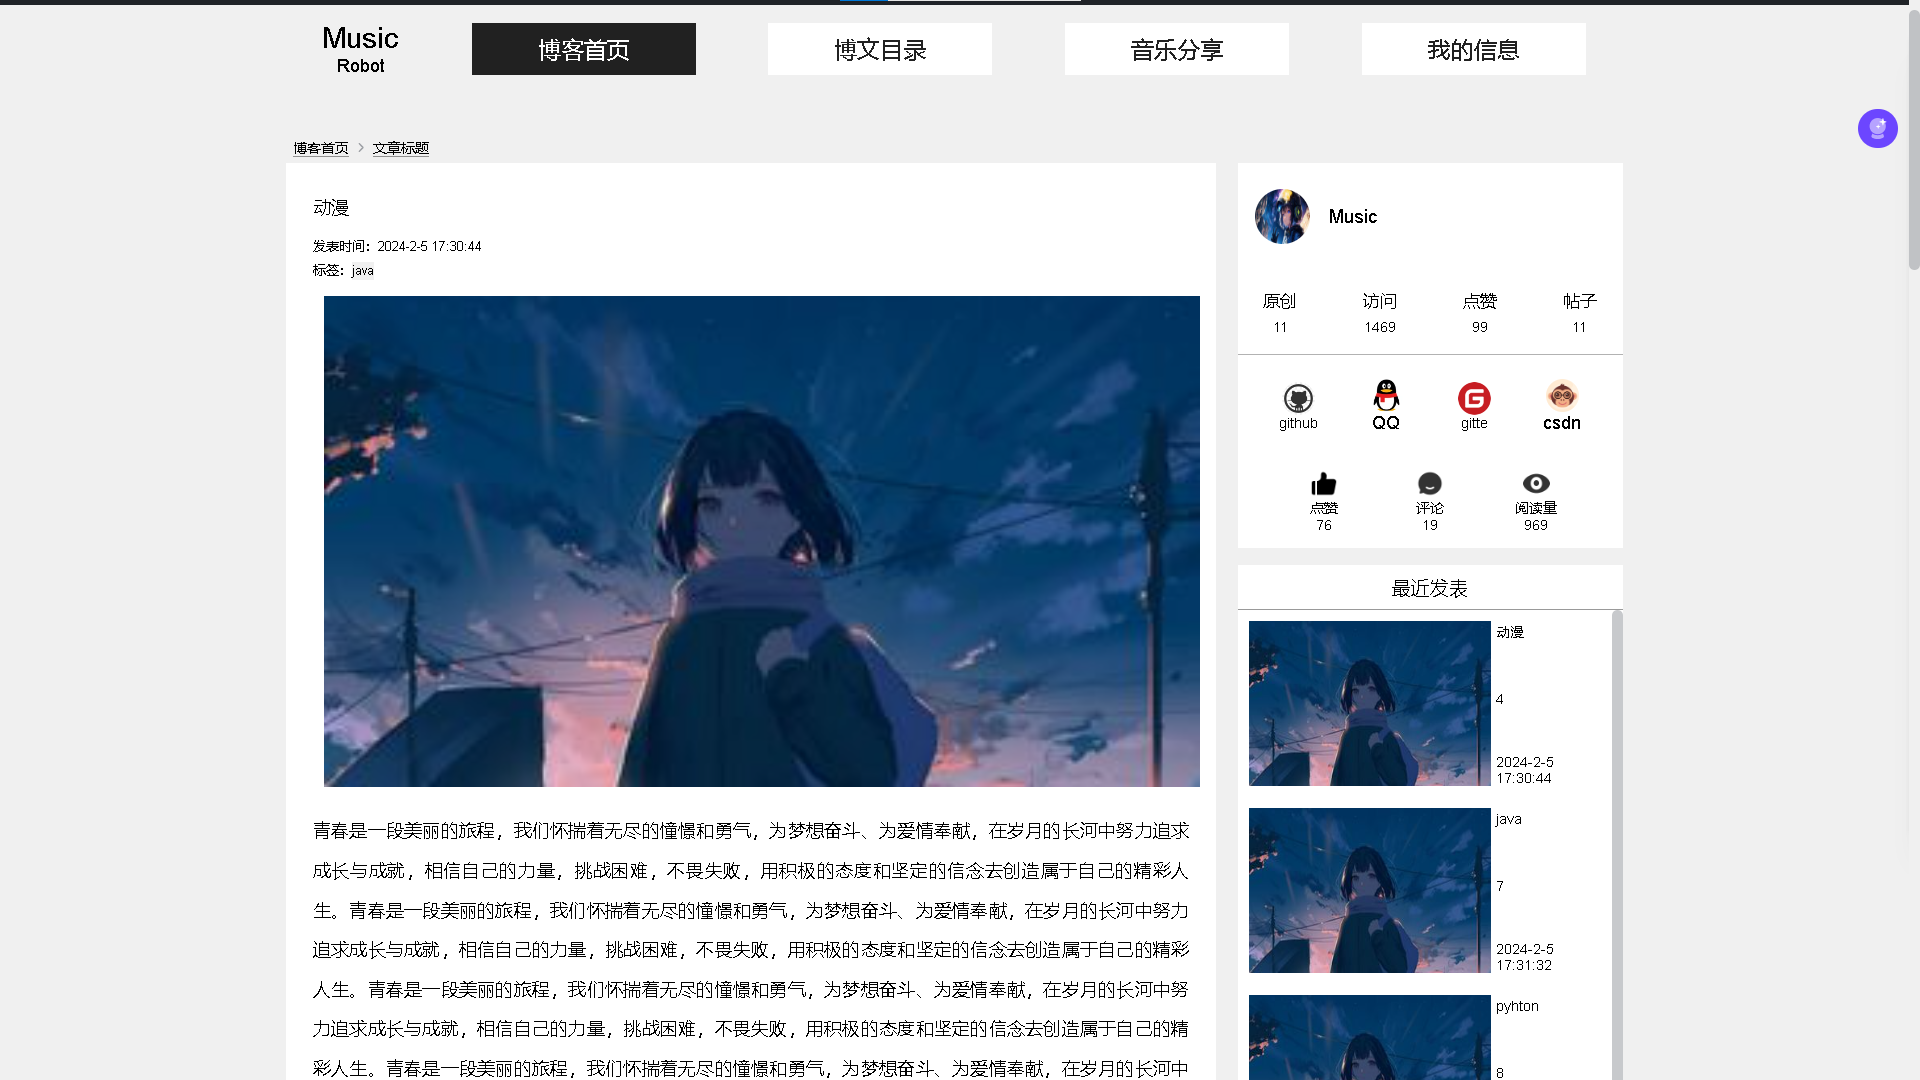 Music
Robot
博客首页
博文目录
音乐分享
我的信息
博客首页 > 文章标题
动漫
发表时间：2024-2-5 17:30:44
标签：java
青春是一段美丽的旅程，我们怀揣着无尽的憧憬和勇气，为梦想奋斗、为爱情奉献，在岁月的长河中努力追求
成长与成就，相信自己的力量，挑战困难，不畏失败，用积极的态度和坚定的信念去创造属于自己的精彩人
生。青春是一段美丽的旅程，我们怀揣着无尽的憧憬和勇气，为梦想奋斗、为爱情奉献，在岁月的长河中努力
追求成长与成就，相信自己的力量，挑战困难，不畏失败，用积极的态度和坚定的信念去创造属于自己的精彩
人生。青春是一段美丽的旅程，我们怀揣着无尽的憧憬和勇气，为梦想奋斗、为爱情奉献，在岁月的长河中努
力追求成长与成就，相信自己的力量，挑战困难，不畏失败，用积极的态度和坚定的信念去创造属于自己的精
彩人生。青春是一段美丽的旅程，我们怀揣着无尽的憧憬和勇气，为梦想奋斗、为爱情奉献，在岁月的长河中
Music
原创 访问 点赞 帖子
11 1469 99 11
github QQ gitte csdn
点赞 评论 阅读量
76 19 969
最近发表
动漫
4
2024-2-5
17:30:44
java
7
2024-2-5
17:31:32
pyhton
8